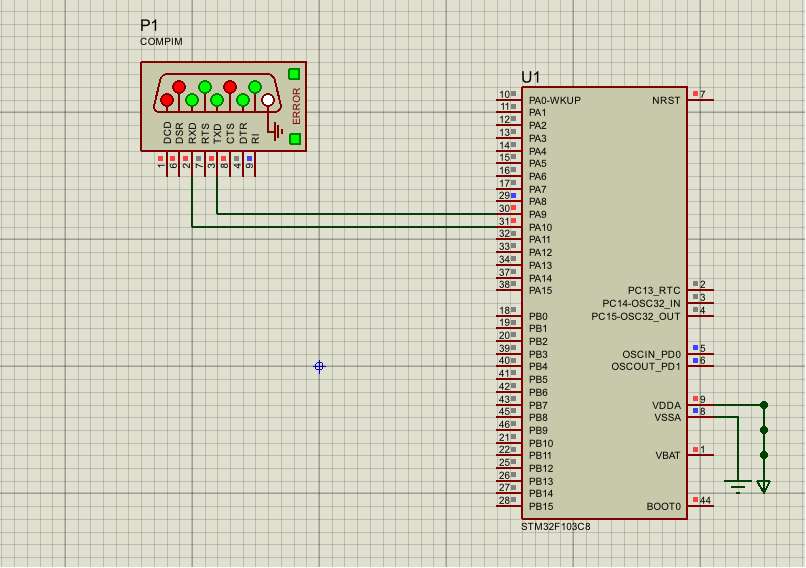 P1
COMPIM
ERROR
DCD
DSR
RXD
RTS
TXD
CTS
DTR
RI
1
6
2
7
3
8
4
9
U1
10 PA0-WKUP
11 PA1
12 PA2
13 PA3
14 PA4
15 PA5
16 PA6
17 PA7
29 PA8
30 PA9
31 PA10
32 PA11
33 PA12
34 PA13
37 PA14
38 PA15
18 PB0
19 PB1
20 PB2
39 PB3
40 PB4
41 PB5
42 PB6
43 PB7
45 PB8
46 PB9
21 PB10
22 PB11
25 PB12
26 PB13
27 PB14
28 PB15
NRST 7
PC13_RTC 2
PC14-OSC32_IN 3
PC15-OSC32_OUT 4
OSCIN_PD0 5
OSCOUT_PD1 6
VDDA 9
VSSA 8
VBAT 1
BOOT0 44
STM32F103C8